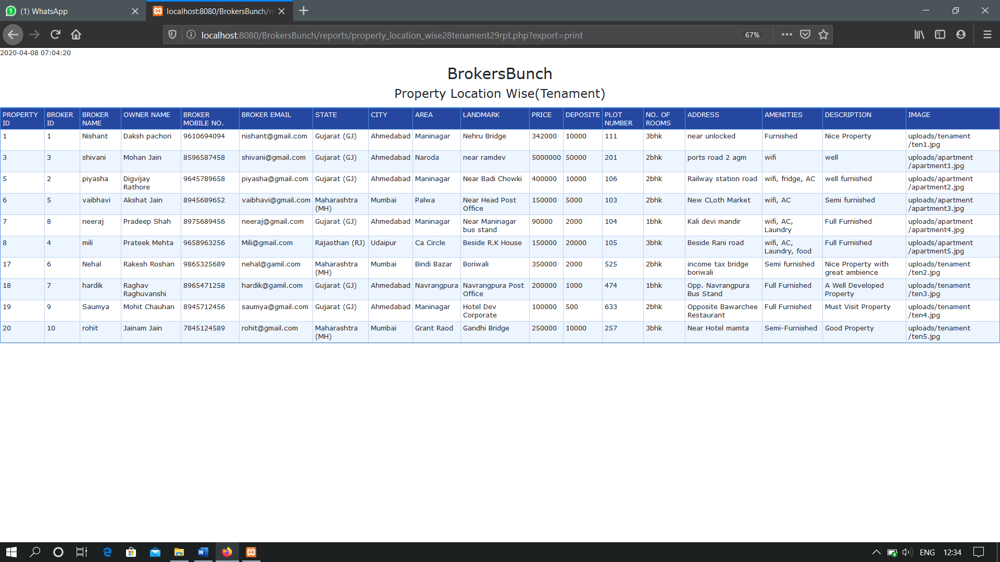 (1) WhatsApp
localhost:8080/BrokersBunch/re
localhost:8080/BrokersBunch/reports/property_location_wise28tenament29rpt.php?export=print 67%
2020-04-08 07:04:20
BrokersBunch
Property Location Wise(Tenament)
PROPERTY ID BROKER ID BROKER NAME OWNER NAME BROKER MOBILE NO. BROKER EMAIL STATE CITY AREA LANDMARK PRICE DEPOSITE PLOT NUMBER NO. OF ROOMS ADDRESS AMENITIES DESCRIPTION IMAGE
1 1 Nishant Daksh pachori 9610694094 nishant@gmail.com Gujarat (GJ) Ahmedabad Maninagar Nehru Bridge 342000 10000 111 3bhk near unlocked Furnished Nice Property uploads/tenament /ten1.jpg
3 3 shivani Mohan Jain 8596587458 shivani@gmail.com Gujarat (GJ) Ahmedabad Naroda near ramdev 5000000 50000 201 2bhk ports road 2 agm wifi well uploads/apartment /apartment1.jpg
5 2 piyasha Digvijay Rathore 9645789658 piyasha@gmail.com Gujarat (GJ) Ahmedabad Maninagar Near Badi Chowki 400000 10000 106 2bhk Railway station road wifi, fridge, AC well furnished uploads/apartment /apartment2.jpg
6 5 vaibhavi Akshat Jain 8945689652 vaibhavi@gmail.com Maharashtra (MH) Mumbai Palwa Near Head Post Office 150000 5000 103 2bhk New CLoth Market wifi, AC Semi furnished uploads/apartment /apartment3.jpg
7 8 neeraj Pradeep Shah 8975689456 neeraj@gmail.com Gujarat (GJ) Ahmedabad Maninagar Near Maninagar bus stand 90000 2000 104 1bhk Kali devi mandir wifi, AC, Laundry Full Furnished uploads/apartment /apartment4.jpg
8 4 mili Prateek Mehta 9658963256 Mili@gmail.com Rajasthan (RJ) Udaipur Ca Circle Beside R.K House 150000 20000 105 3bhk Beside Rani road wifi, AC, Laundry, food Full Furnished uploads/apartment /apartment5.jpg
17 6 Nehal Rakesh Roshan 9865325689 nehal@gamil.com Maharashtra (MH) Mumbai Bindi Bazar Boriwali 350000 2000 525 2bhk income tax bridge boriwali Semi furnished Nice Property with great ambience uploads/tenament /ten2.jpg
18 7 hardik Raghav Raghuvanshi 8965471258 hardik@gamil.com Gujarat (GJ) Ahmedabad Navrangpura Navrangpura Post Office 200000 1000 474 1bhk Opp. Navrangpura Bus Stand Full Furnished A Well Developed Property uploads/tenament /ten3.jpg
19 9 Saumya Mohit Chauhan 8945712456 saumya@gmail.com Gujarat (GJ) Ahmedabad Maninagar Hotel Dev Corporate 100000 500 633 2bhk Opposite Bawarchee Restaurant Full Furnished Must Visit Property uploads/tenament /ten4.jpg
20 10 rohit Jainam Jain 7845124589 rohit@gmail.com Maharashtra (MH) Mumbai Grant Raod Gandhi Bridge 250000 10000 257 3bhk Near Hotel mamta Semi-Furnished Good Property uploads/tenament /ten5.jpg
ENG 12:34